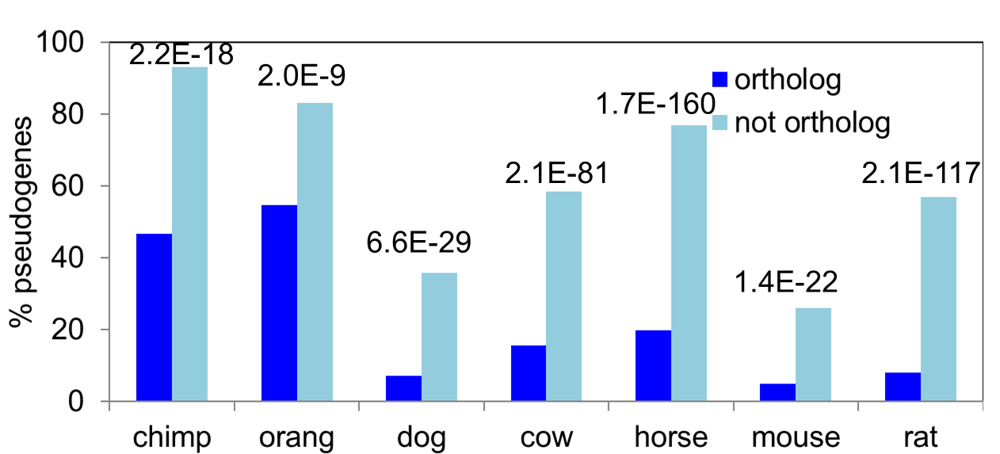 100
2.2E-18
2.0E-9
ortholog
1.7E-160
80
not ortholog
% pseudogenes
60
2.1E-81
2.1E-117
6.6E-29
40
1.4E-22
20
0
chimp orang dog cow horse mouse rat